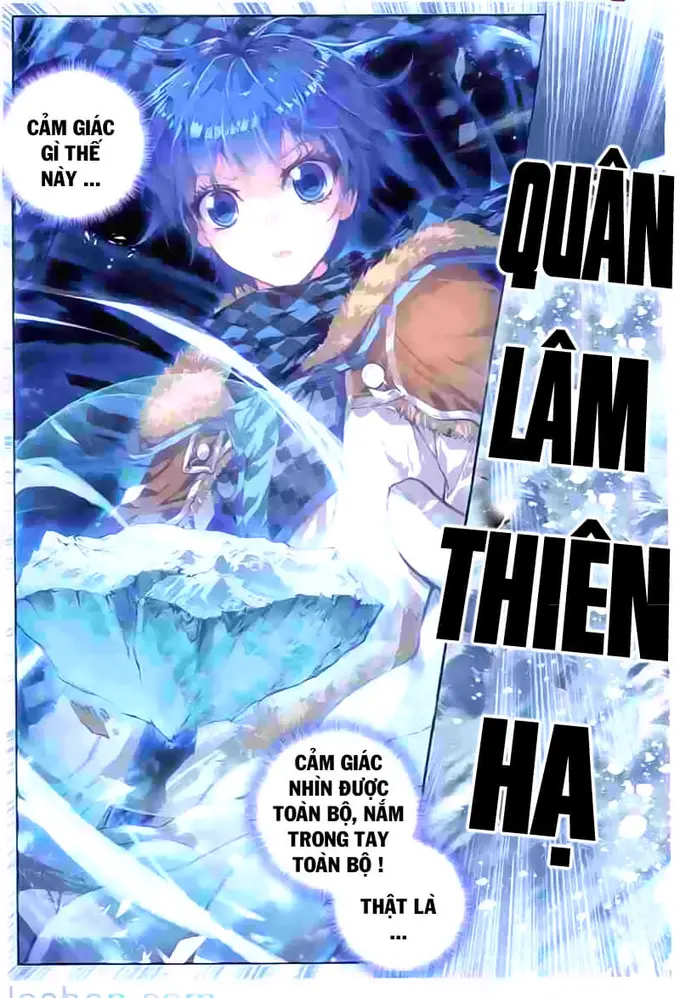 CẢM GIÁC
GÌ THẾ
NÀY ...
QUÂN
LÂM
THIÊN
HẠ
CẢM GIÁC
NHÌN ĐƯỢC
TOÀN BỘ, NẮM
TRONG TAY
TOÀN BỘ !
THẬT LÀ
...